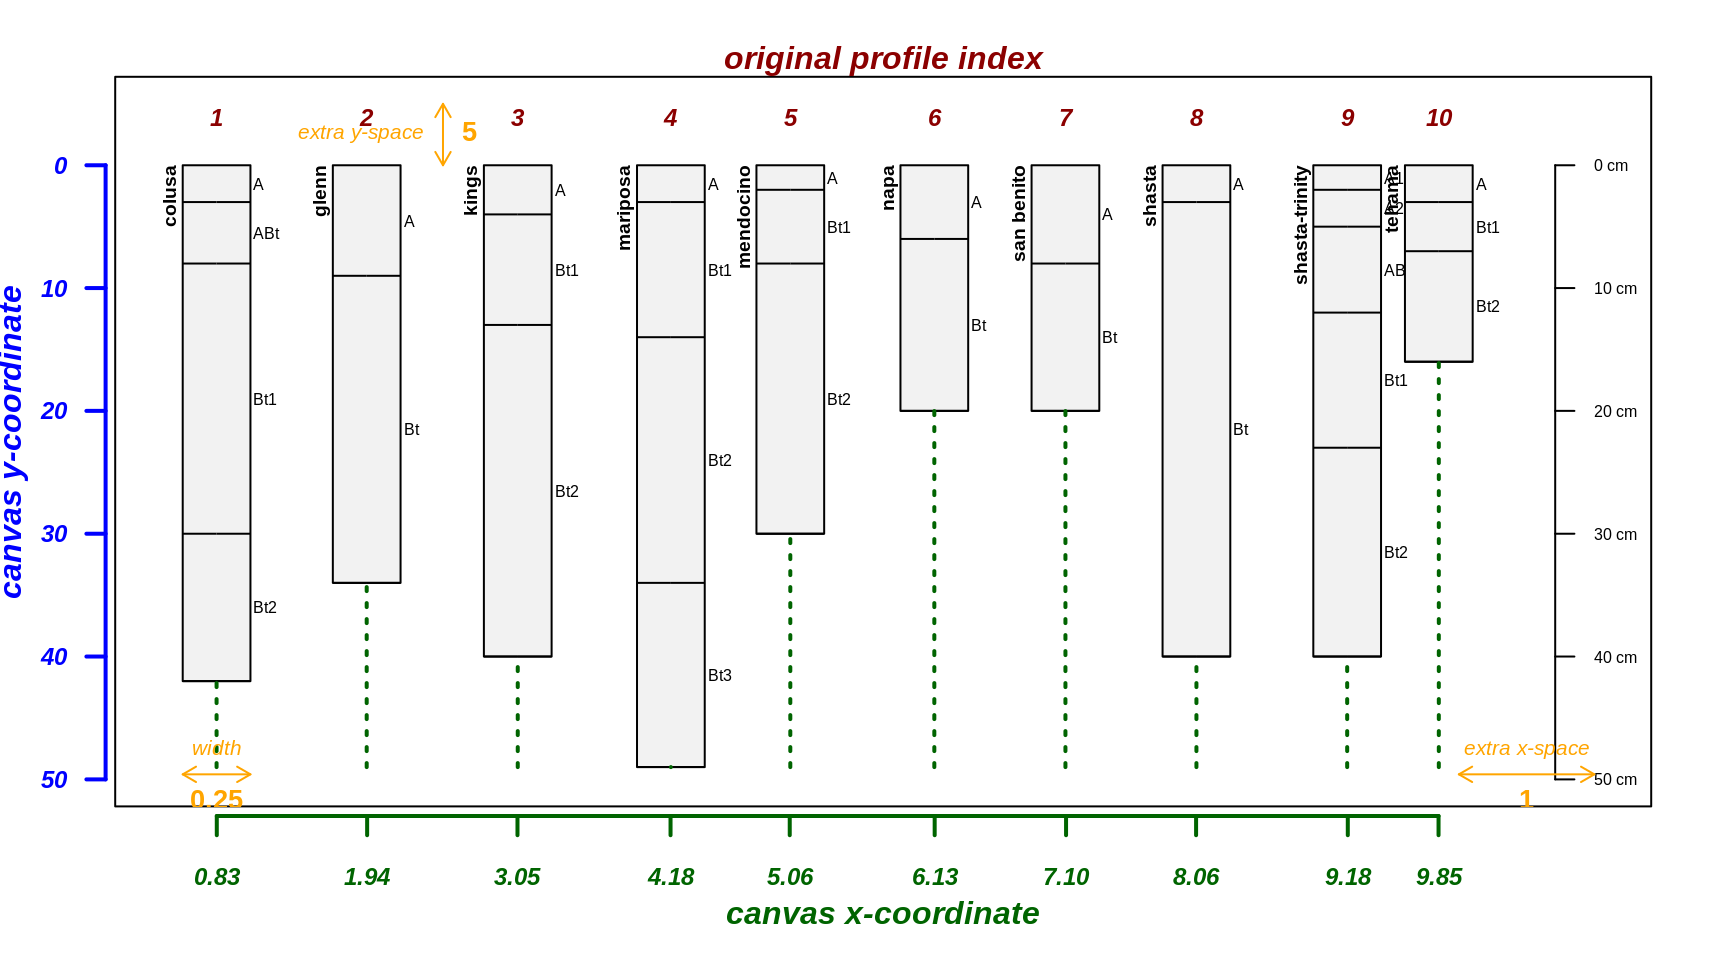 original profile index
1 2 3 4 5 6 7 8 9 10
extra y-space 5
canvas y-coordinate
0
10
20
30
40
50
colusa
A
ABt
Bt1
Bt2
glenn
A
Bt
kings
A
Bt1
Bt2
mariposa
A
Bt1
Bt2
Bt3
mendocino
A
Bt1
Bt2
napa
A
Bt
san benito
A
Bt
shasta
A
Bt
shasta-trinity
A1
A2
AB
Bt1
Bt2
tehama
A
Bt1
Bt2
0 cm
10 cm
20 cm
30 cm
40 cm
50 cm
width
0.25
extra x-space
1
0.83 1.94 3.05 4.18 5.06 6.13 7.10 8.06 9.18 9.85
canvas x-coordinate